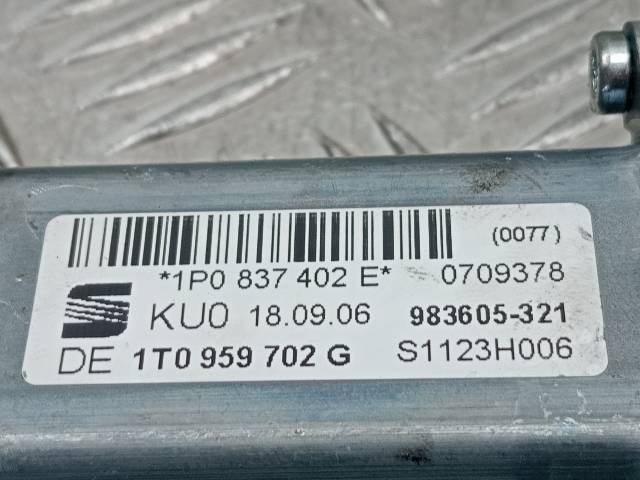 (0077)
*1P0 837 402 E* 0709378
KU0 18.09.06 983605-321
DE 1T0 959 702 G S1123H006